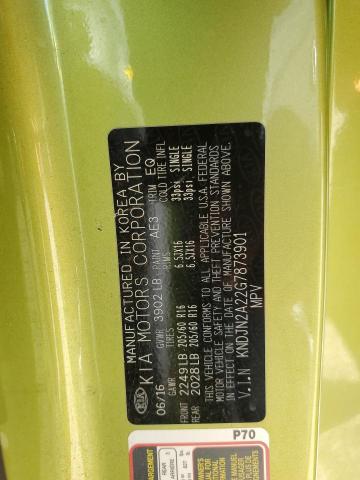 MANUFACTURED IN KOREA BY
KIA MOTORS CORPORATION
06/16 GVWR 3902LB PAINT AE3 TRIM EQ
GAWR TIRES RIMS COLD TIRE INFL
FRONT 2249LB 205/60 R16 6.5JX16 33psi, SINGLE
REAR 2028LB 205/60 R16 6.5JX16 33psi, SINGLE
THIS VEHICLE CONFORMS TO ALL APPLICABLE U.S.A. FEDERAL
MOTOR VEHICLE SAFETY AND THEFT PREVENTION STANDARDS
IN EFFECT ON THE DATE OF MANUFACTURE SHOWN ABOVE.
V.I.N KNDJN2A22G7873901
MPV
KIA
P70
REAR
ARRIÈRE